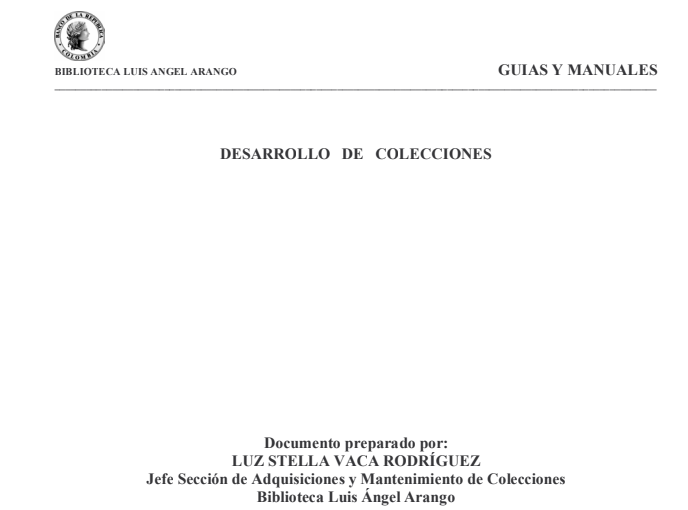 BANCO DE LA REPUBLICA
COLOMBIA
BIBLIOTECA LUIS ANGEL ARANGO
GUIAS Y MANUALES
DESARROLLO DE COLECCIONES
Documento preparado por:
LUZ STELLA VACA RODRÍGUEZ
Jefe Sección de Adquisiciones y Mantenimiento de Colecciones
Biblioteca Luis Ángel Arango